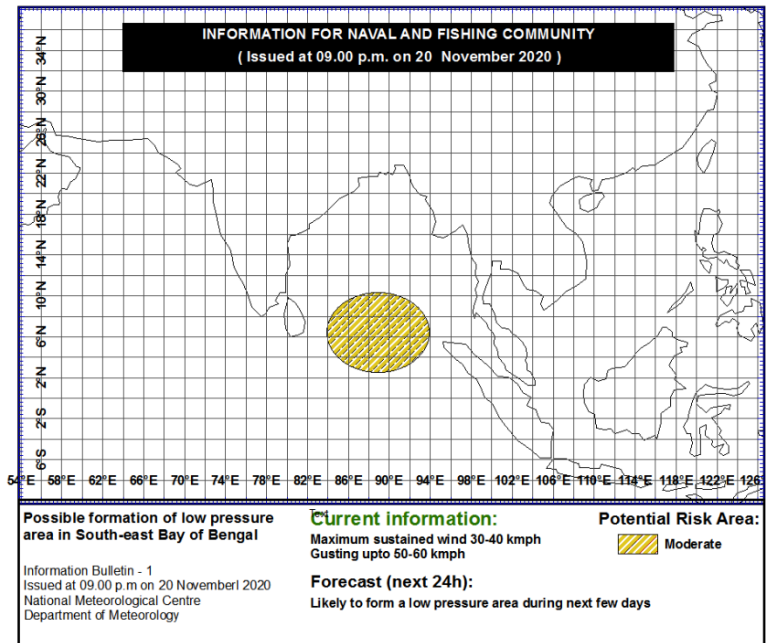 INFORMATION FOR NAVAL AND FISHING COMMUNITY
( Issued at 09.00 p.m. on 20 November 2020 )
34°N
30°N
26°N
22°N
18°N
14°N
10°N
6°N
2°N
2°S
6°S
54°E 58°E 62°E 66°E 70°E 74°E 78°E 82°E 86°E 90°E 94°E 98°E 102°E 106°E 110°E 114°E 118°E 122°E 126°
Possible formation of low pressure
area in South-east Bay of Bengal
Information Bulletin - 1
Issued at 09.00 p.m on 20 Novemberl 2020
National Meteorological Centre
Department of Meteorology
Text
Current information:
Maximum sustained wind 30-40 kmph
Gusting upto 50-60 kmph
Forecast (next 24h):
Likely to form a low pressure area during next few days
Potential Risk Area:
Moderate